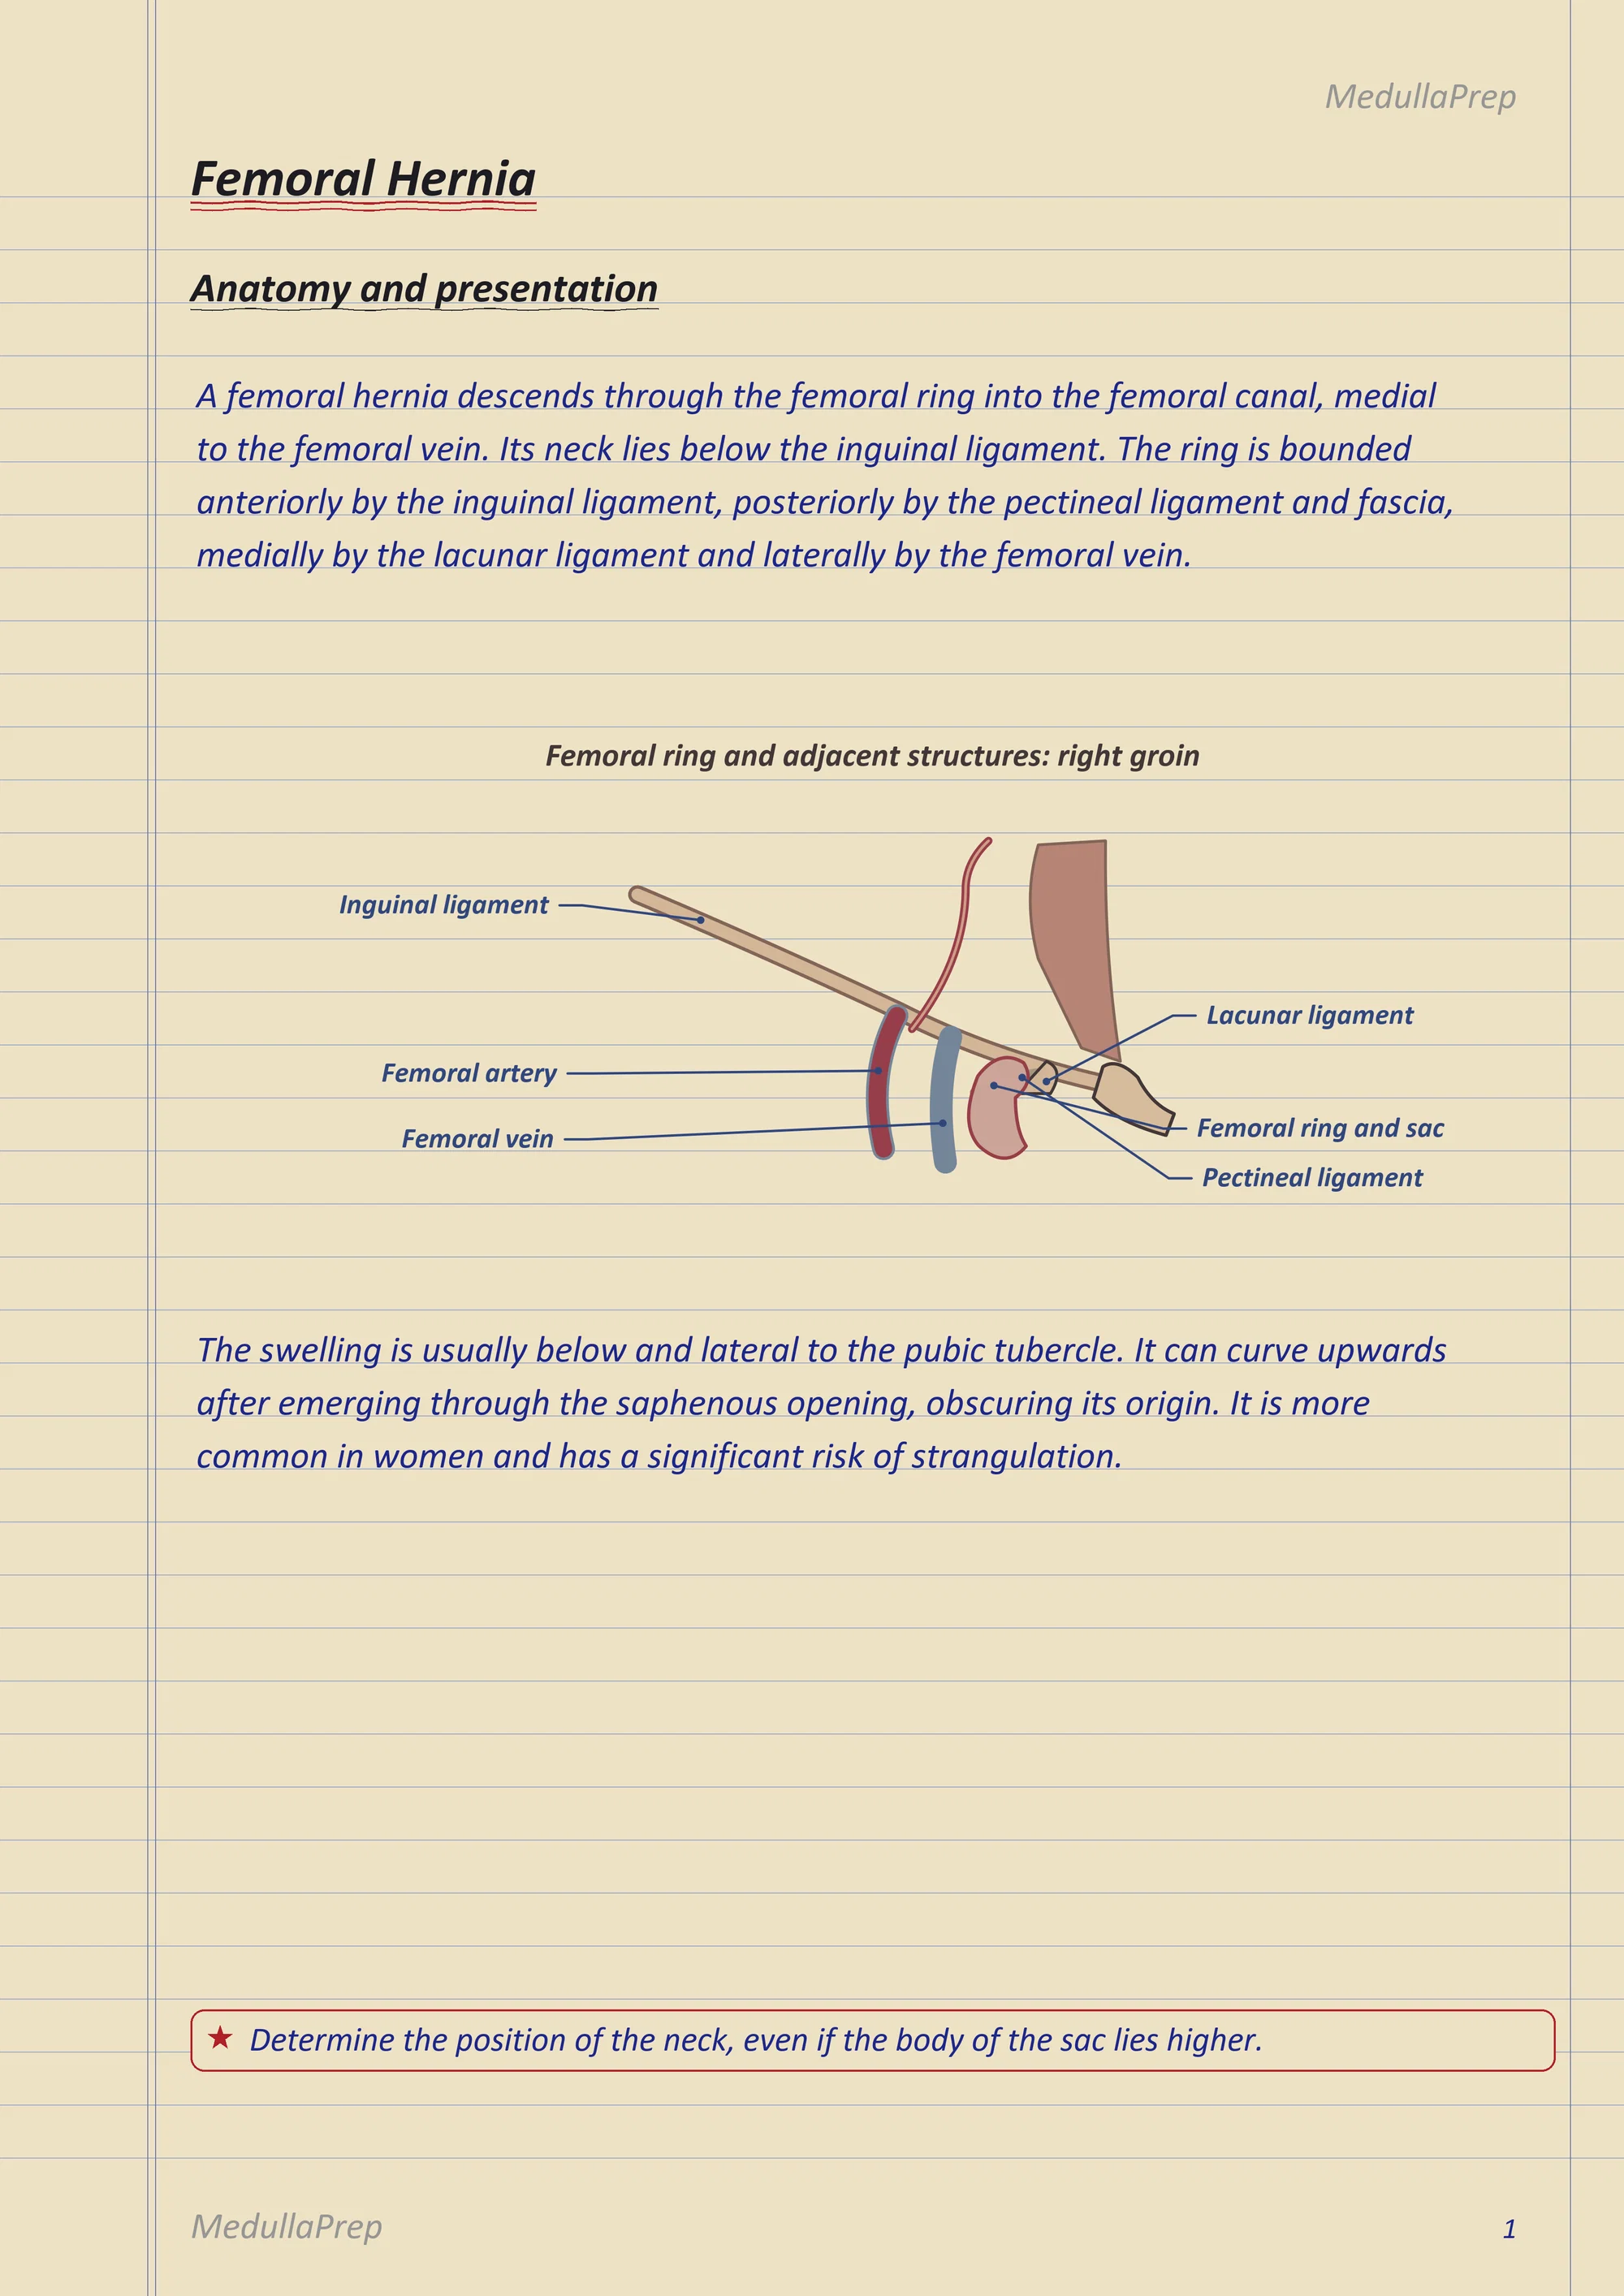 MedullaPrep
Femoral Hernia
Anatomy and presentation
A femoral hernia descends through the femoral ring into the femoral canal, medial
to the femoral vein. Its neck lies below the inguinal ligament. The ring is bounded
anteriorly by the inguinal ligament, posteriorly by the pectineal ligament and fascia,
medially by the lacunar ligament and laterally by the femoral vein.
Femoral ring and adjacent structures: right groin
Inguinal ligament
Lacunar ligament
Femoral artery
Femoral ring and sac
Femoral vein
Pectineal ligament
The swelling is usually below and lateral to the pubic tubercle. It can curve upwards
after emerging through the saphenous opening, obscuring its origin. It is more
common in women and has a significant risk of strangulation.
★ Determine the position of the neck, even if the body of the sac lies higher.
MedullaPrep
1